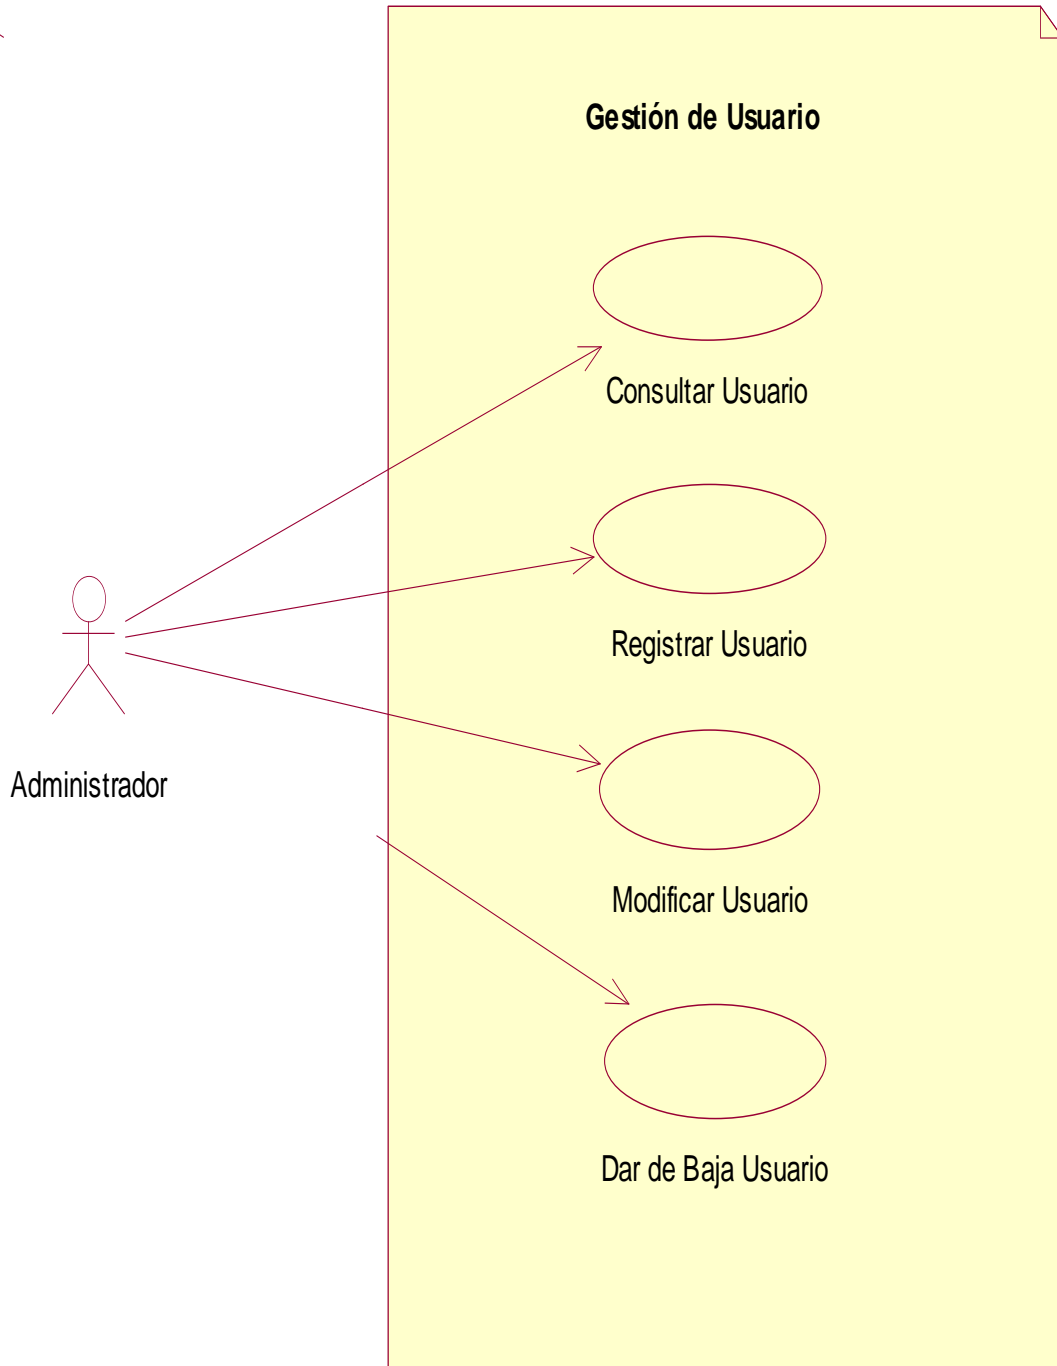 Gestión de Usuario
Consultar Usuario
Registrar Usuario
Administrador
Modificar Usuario
Dar de Baja Usuario